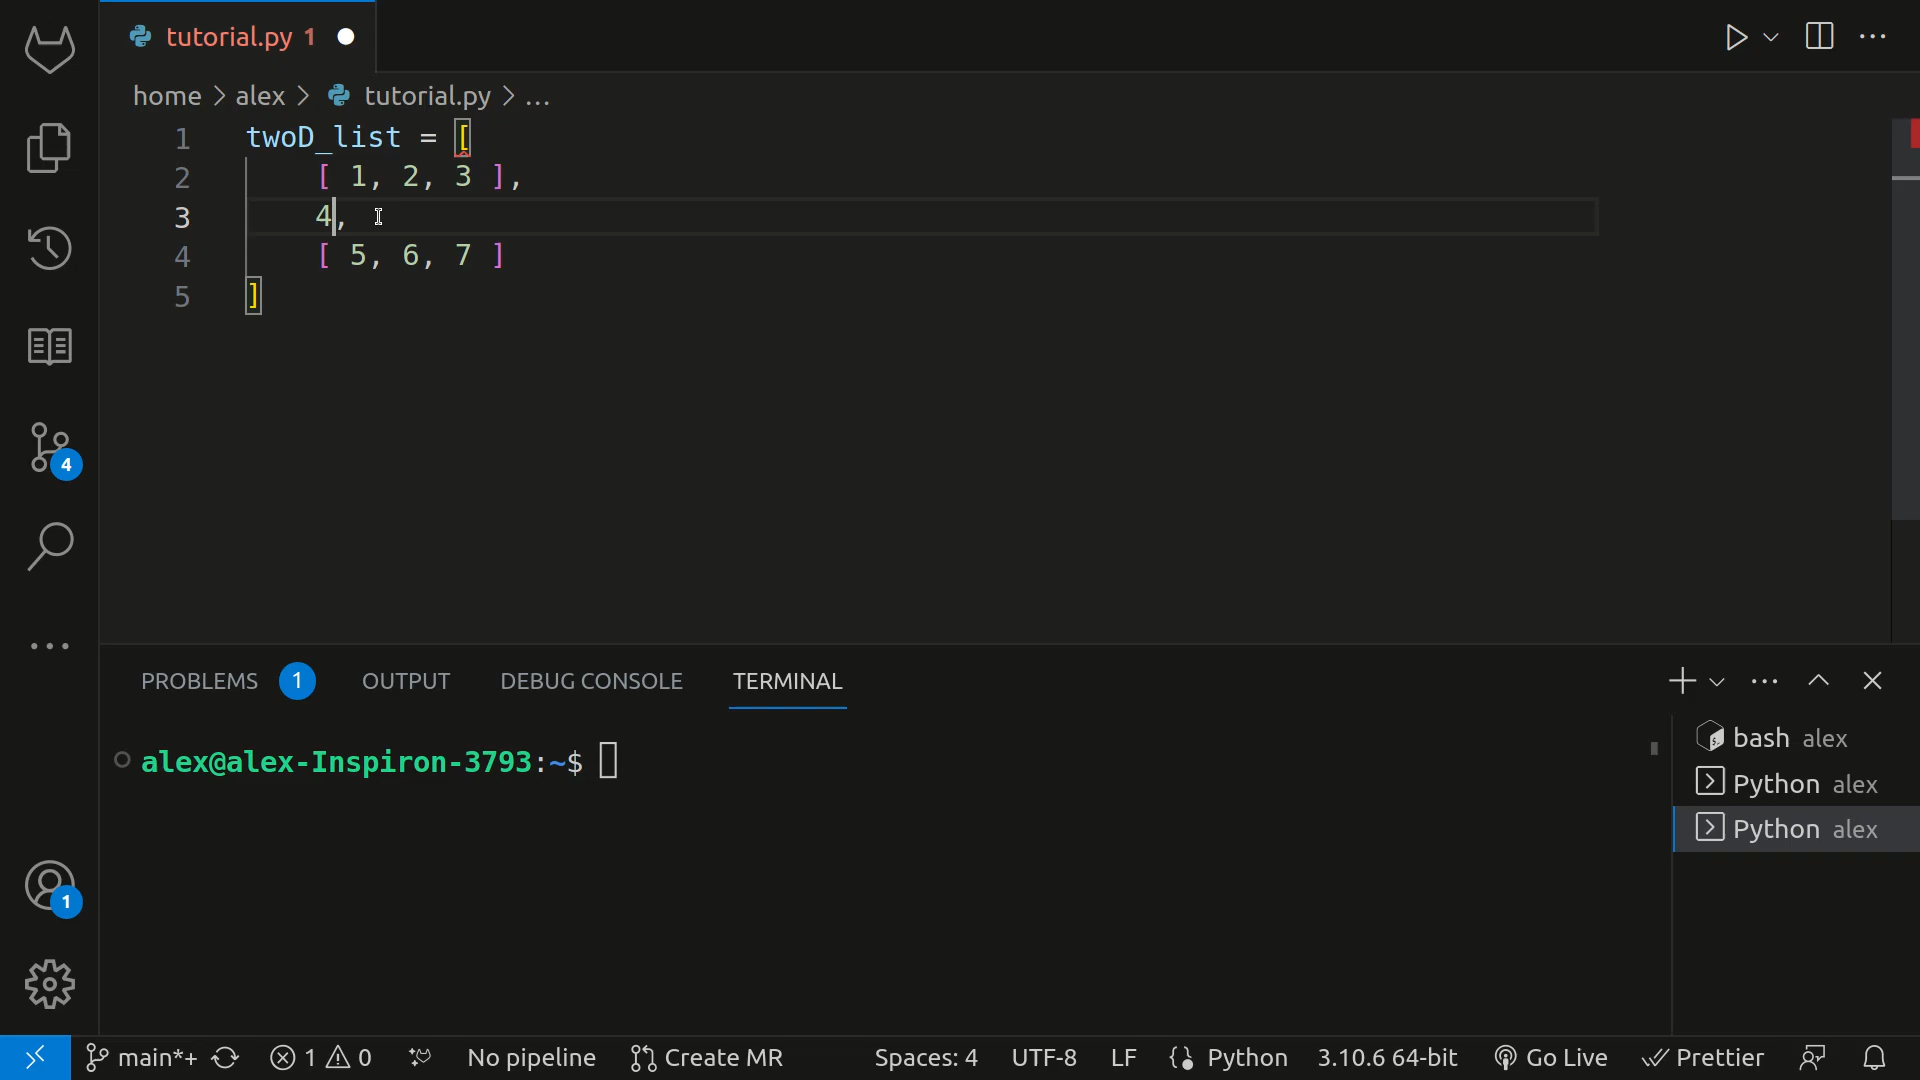 tutorial.py 1
home > alex > tutorial.py > ...
1 twoD_list = [
2 [ 1, 2, 3 ],
3 4,
4 [ 5, 6, 7 ]
5 ]
4
1
PROBLEMS 1 OUTPUT DEBUG CONSOLE TERMINAL
alex@alex-Inspiron-3793:~$
bash alex
Python alex
Python alex
main*+ 1 0 No pipeline Create MR Spaces: 4 UTF-8 LF Python 3.10.6 64-bit Go Live Prettier